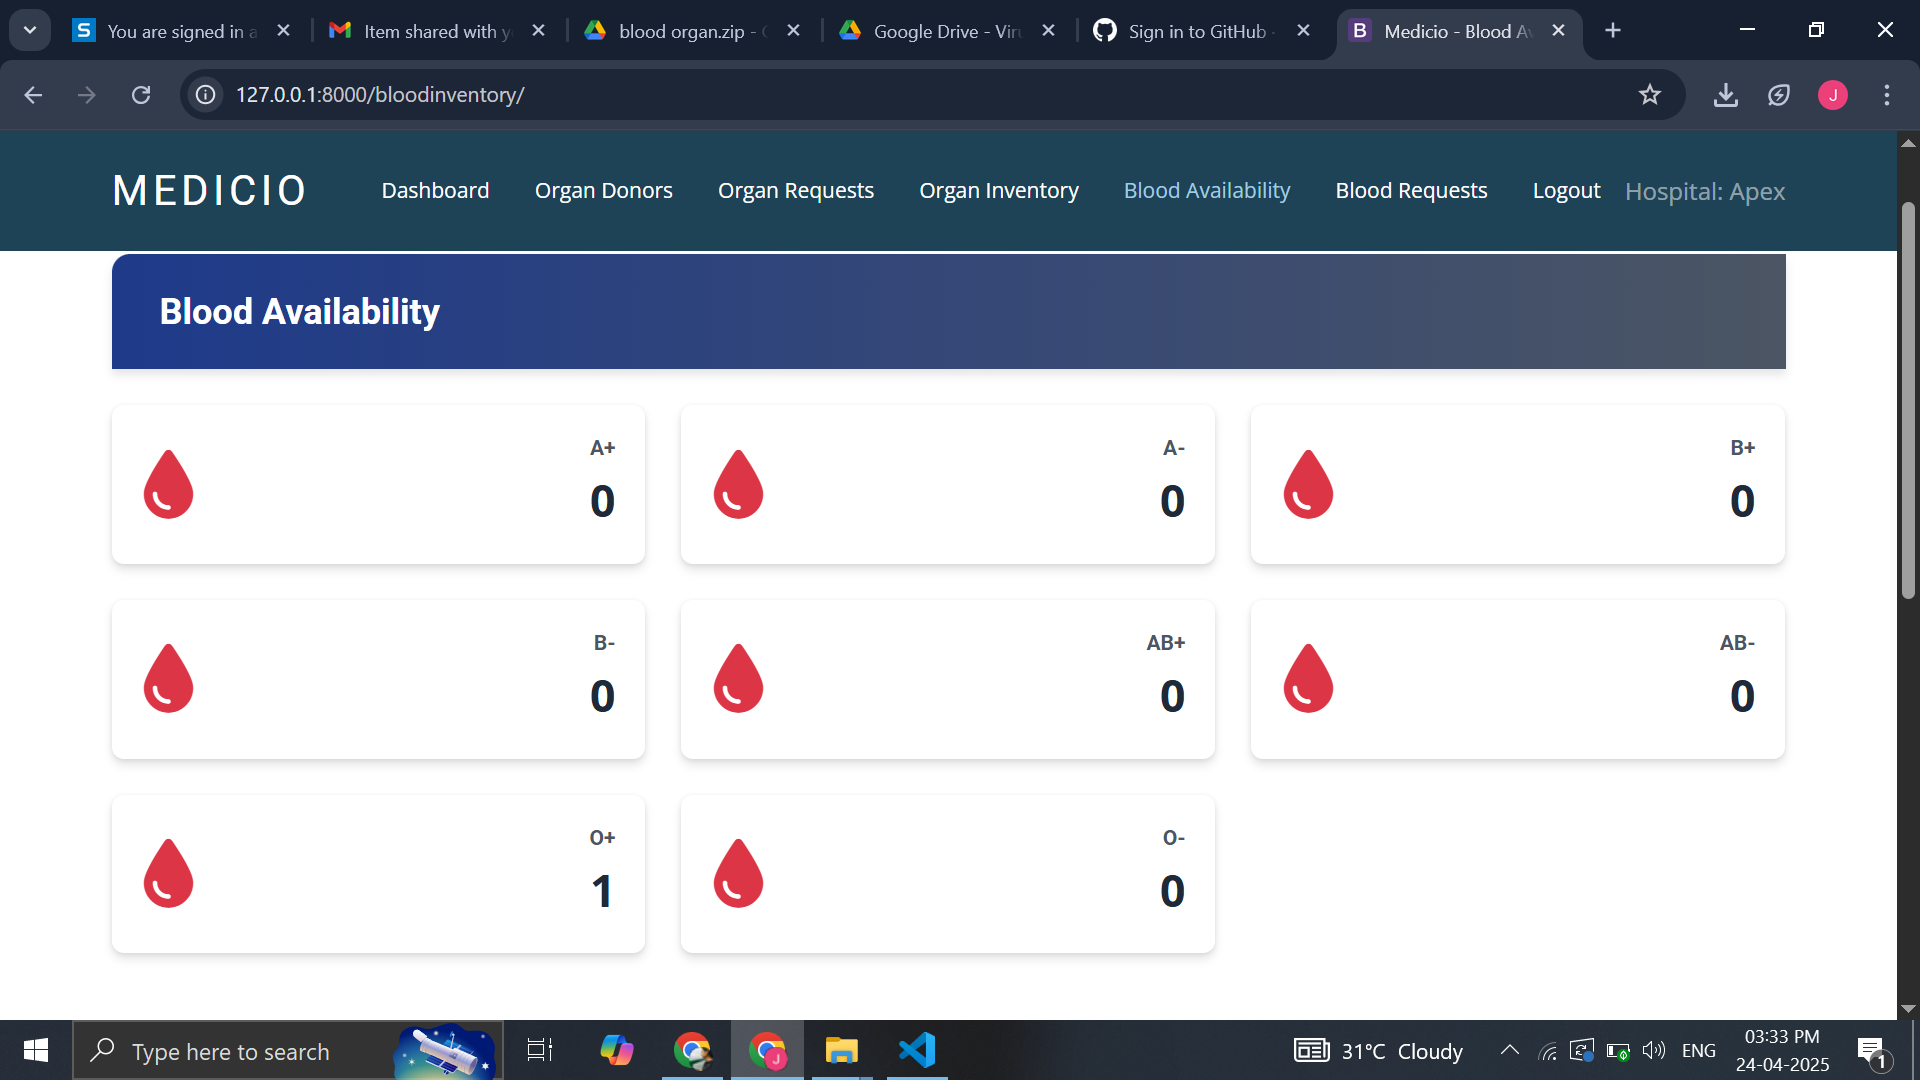 You are signed in a
Item shared with y
blood organ.zip - G
Google Drive - Viru
Sign in to GitHub ·
Medicio - Blood Av
127.0.0.1:8000/bloodinventory/
J
MEDICIO
Dashboard
Organ Donors
Organ Requests
Organ Inventory
Blood Availability
Blood Requests
Logout
Hospital: Apex
Blood Availability
A+
0
A-
0
B+
0
B-
0
AB+
0
AB-
0
O+
1
O-
0
Type here to search
31°C Cloudy
ENG
03:33 PM
24-04-2025
1